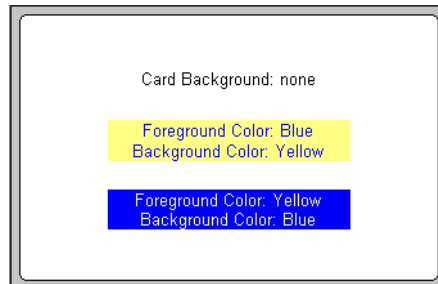 Card Background: none
Foreground Color: Blue
Background Color: Yellow
Foreground Color: Yellow
Background Color: Blue